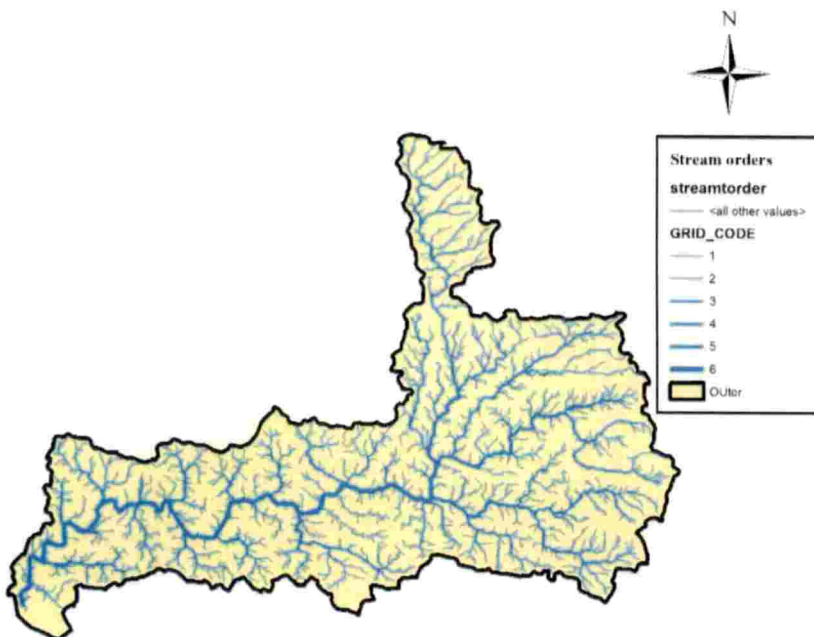 N
Stream orders
streamtorder
<all other values>
GRID_CODE
1
2
3
4
5
6
OUter